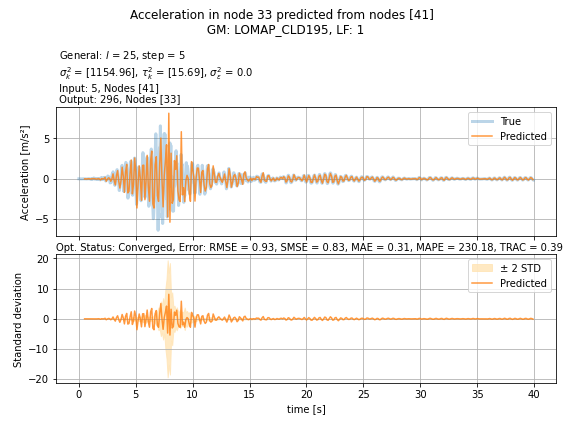 Acceleration in node 33 predicted from nodes [41]
GM: LOMAP_CLD195, LF: 1
General: l = 25, step = 5
σ²_k = [1154.96], τ²_k = [15.69], σ²_ε = 0.0
Input: 5, Nodes [41]
Output: 296, Nodes [33]
Acceleration [m/s²]
5
0
−5
True
Predicted
Opt. Status: Converged, Error: RMSE = 0.93, SMSE = 0.83, MAE = 0.31, MAPE = 230.18, TRAC = 0.39
Standard deviation
20
10
0
−10
−20
± 2 STD
Predicted
0 5 10 15 20 25 30 35 40
time [s]